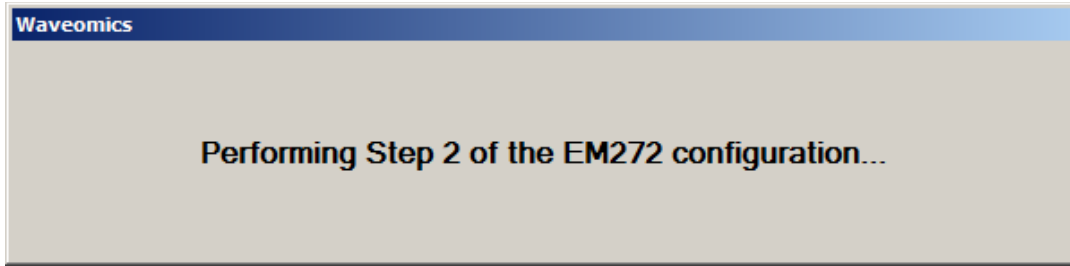 Waveomics
Performing Step 2 of the EM272 configuration...